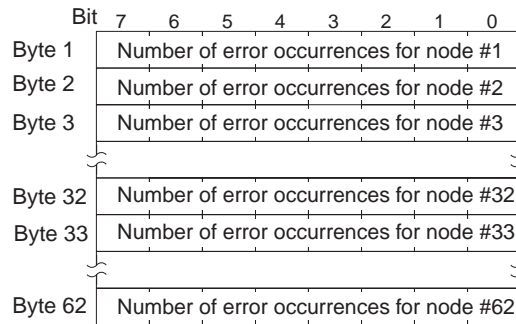 Bit 7 6 5 4 3 2 1 0
Byte 1 Number of error occurrences for node #1
Byte 2 Number of error occurrences for node #2
Byte 3 Number of error occurrences for node #3
Byte 32 Number of error occurrences for node #32
Byte 33 Number of error occurrences for node #33
Byte 62 Number of error occurrences for node #62